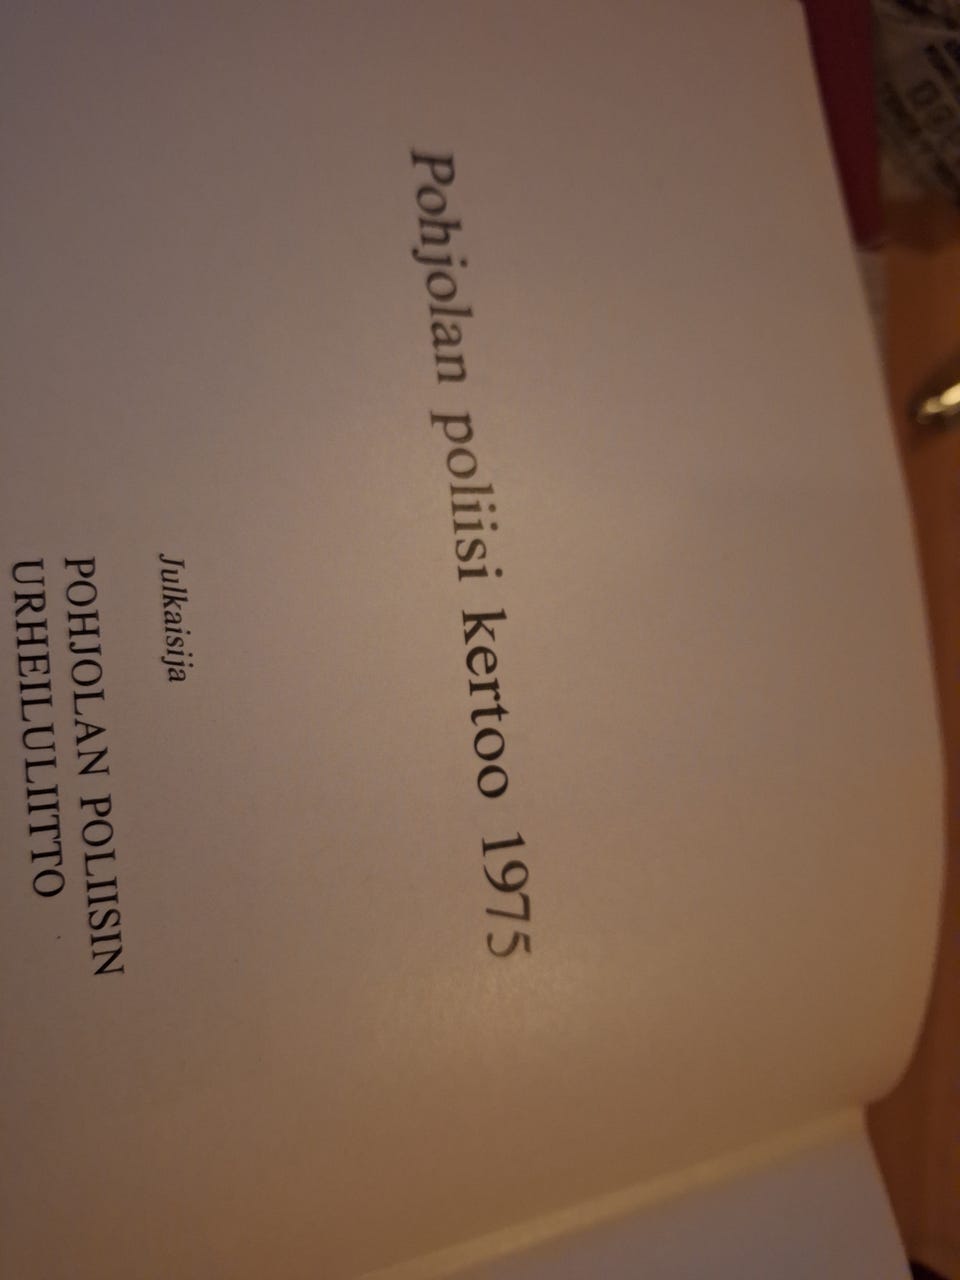 Pohjolan poliisi kertoo 1975
Julkaisija
POHJOLAN POLIISIN
URHEILULIITTO